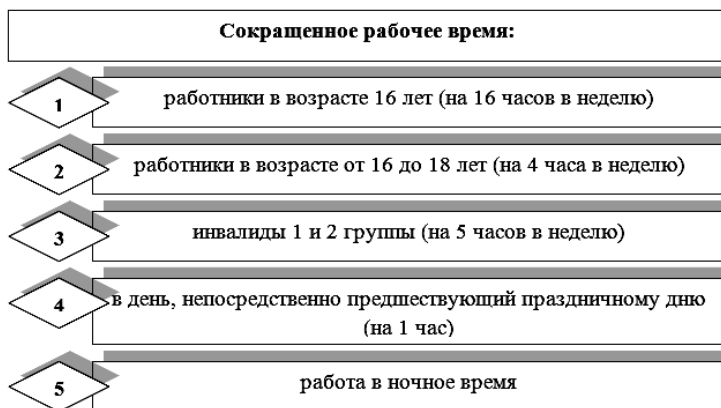 Сокращенное рабочее время:
1 работники в возрасте 16 лет (на 16 часов в неделю)
2 работники в возрасте от 16 до 18 лет (на 4 часа в неделю)
3 инвалиды 1 и 2 группы (на 5 часов в неделю)
4 в день, непосредственно предшествующий праздничному дню
(на 1 час)
5 работа в ночное время